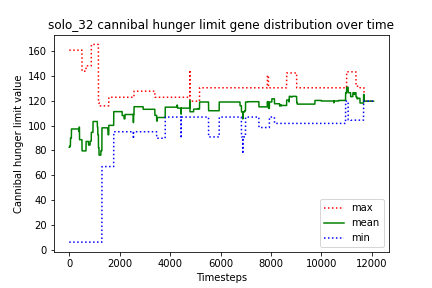 solo_32 cannibal hunger limit gene distribution over time
Cannibal hunger limit value
160
140
120
100
80
60
40
20
0
max
mean
min
0 2000 4000 6000 8000 10000 12000
Timesteps